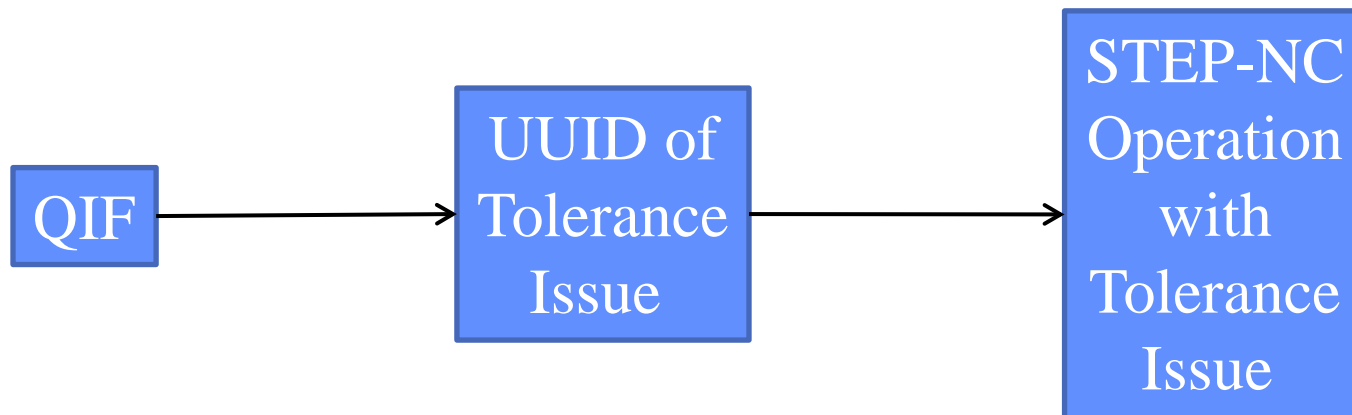 QIF
UUID of
Tolerance
Issue
STEP-NC
Operation
with
Tolerance
Issue